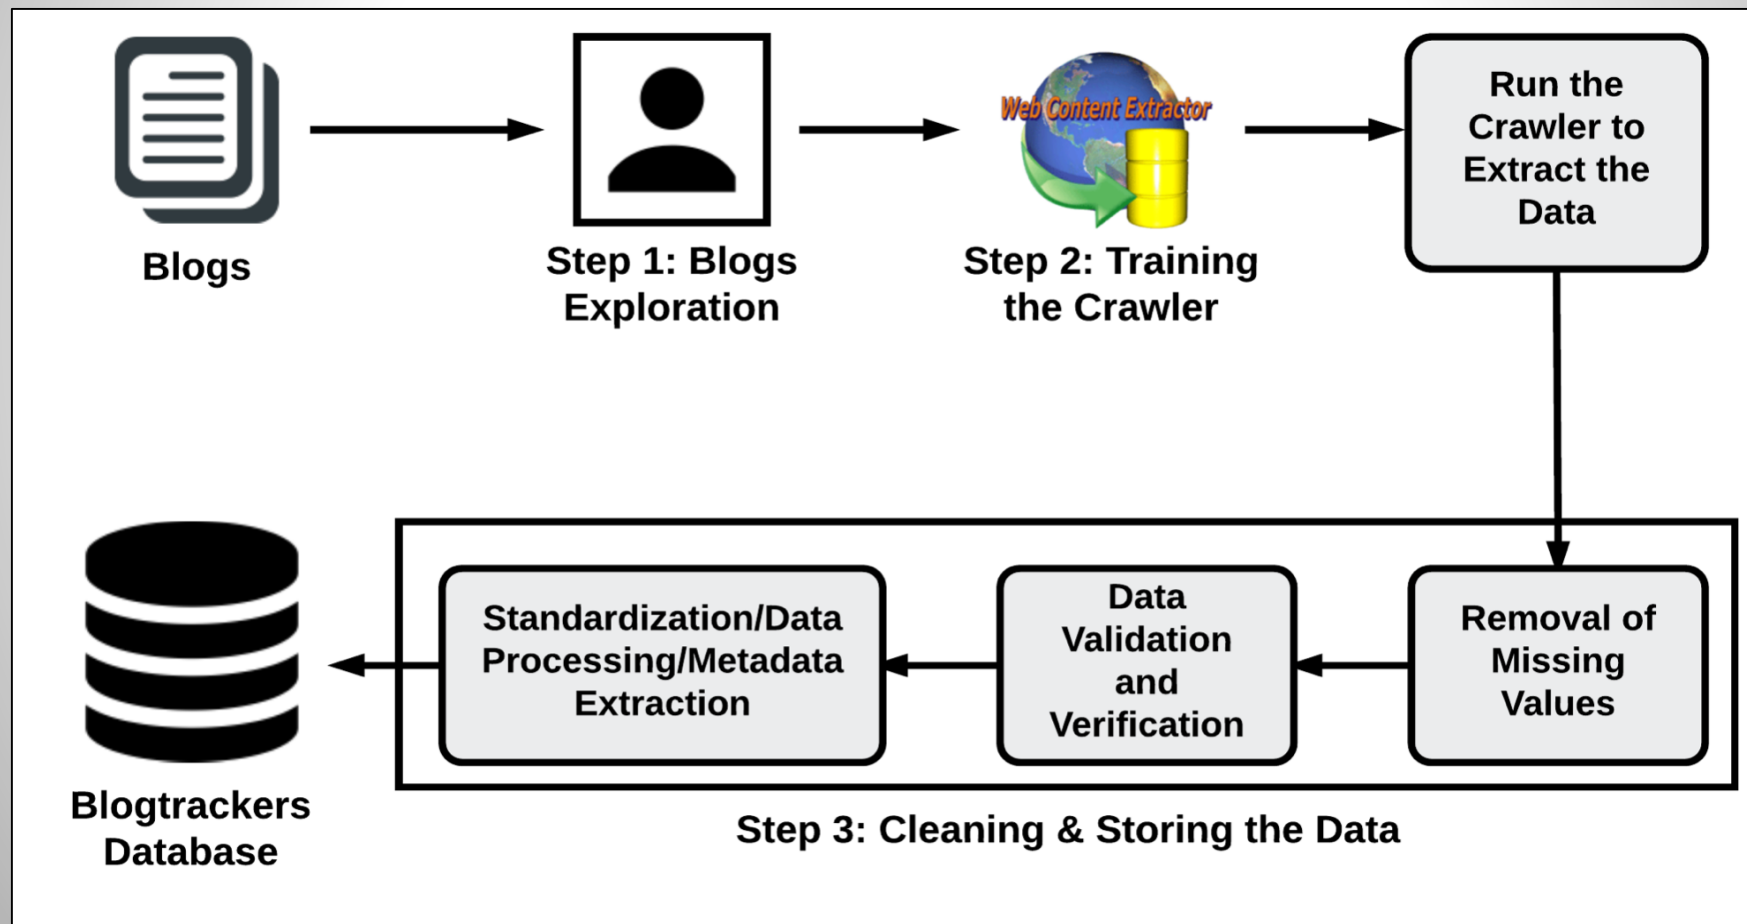 Blogs
Step 1: Blogs
Exploration
Web Content Extractor
Step 2: Training
the Crawler
Run the
Crawler to
Extract the
Data
Removal of
Missing
Values
Data
Validation
and
Verification
Standardization/Data
Processing/Metadata
Extraction
Step 3: Cleaning & Storing the Data
Blogtrackers
Database